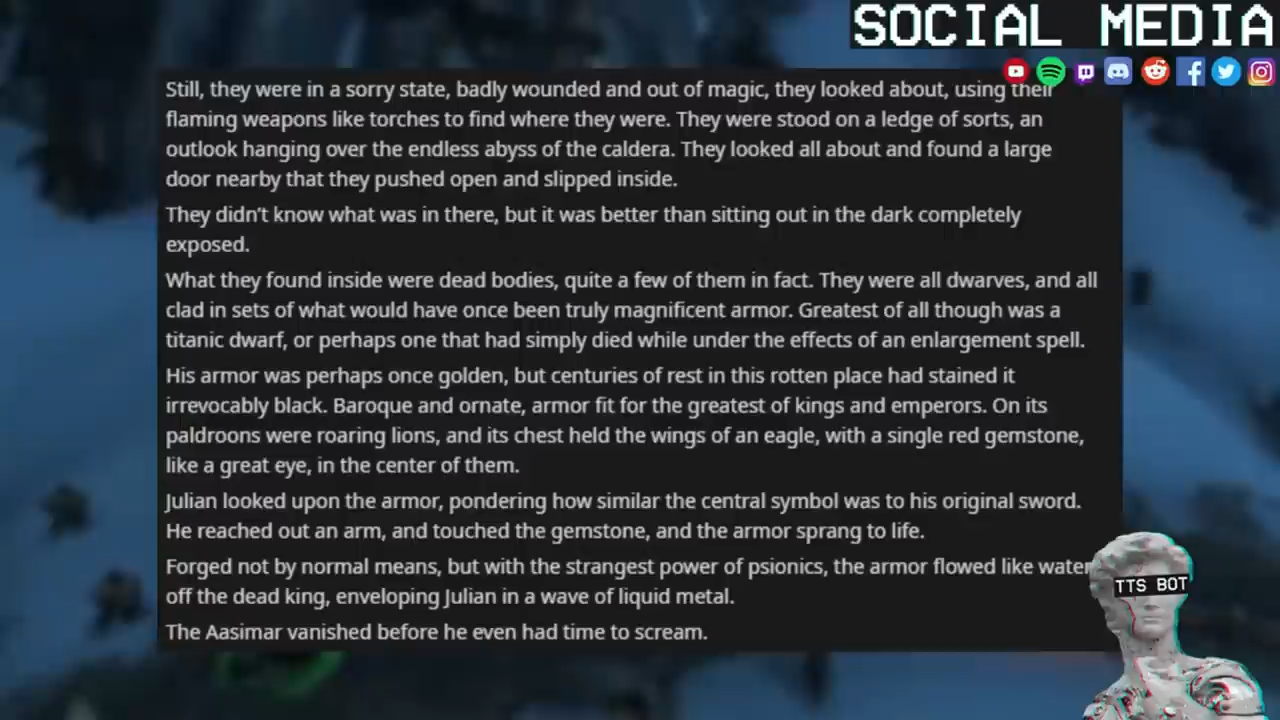 SOCIAL MEDIA
Still, they were in a sorry state, badly wounded and out of magic, they looked about, using their
flaming weapons like torches to find where they were. They were stood on a ledge of sorts, an
outlook hanging over the endless abyss of the caldera. They looked all about and found a large
door nearby that they pushed open and slipped inside.
They didn’t know what was in there, but it was better than sitting out in the dark completely
exposed.
What they found inside were dead bodies, quite a few of them in fact. They were all dwarves, and all
clad in sets of what would have once been truly magnificent armor. Greatest of all though was a
titanic dwarf, or perhaps one that had simply died while under the effects of an enlargement spell.
His armor was perhaps once golden, but centuries of rest in this rotten place had stained it
irrevocably black. Baroque and ornate, armor fit for the greatest of kings and emperors. On its
paldroons were roaring lions, and its chest held the wings of an eagle, with a single red gemstone,
like a great eye, in the center of them.
Julian looked upon the armor, pondering how similar the central symbol was to his original sword.
He reached out an arm, and touched the gemstone, and the armor sprang to life.
Forged not by normal means, but with the strangest power of psionics, the armor flowed like water
off the dead king, enveloping Julian in a wave of liquid metal.
The Aasimar vanished before he even had time to scream.
TTS BOT